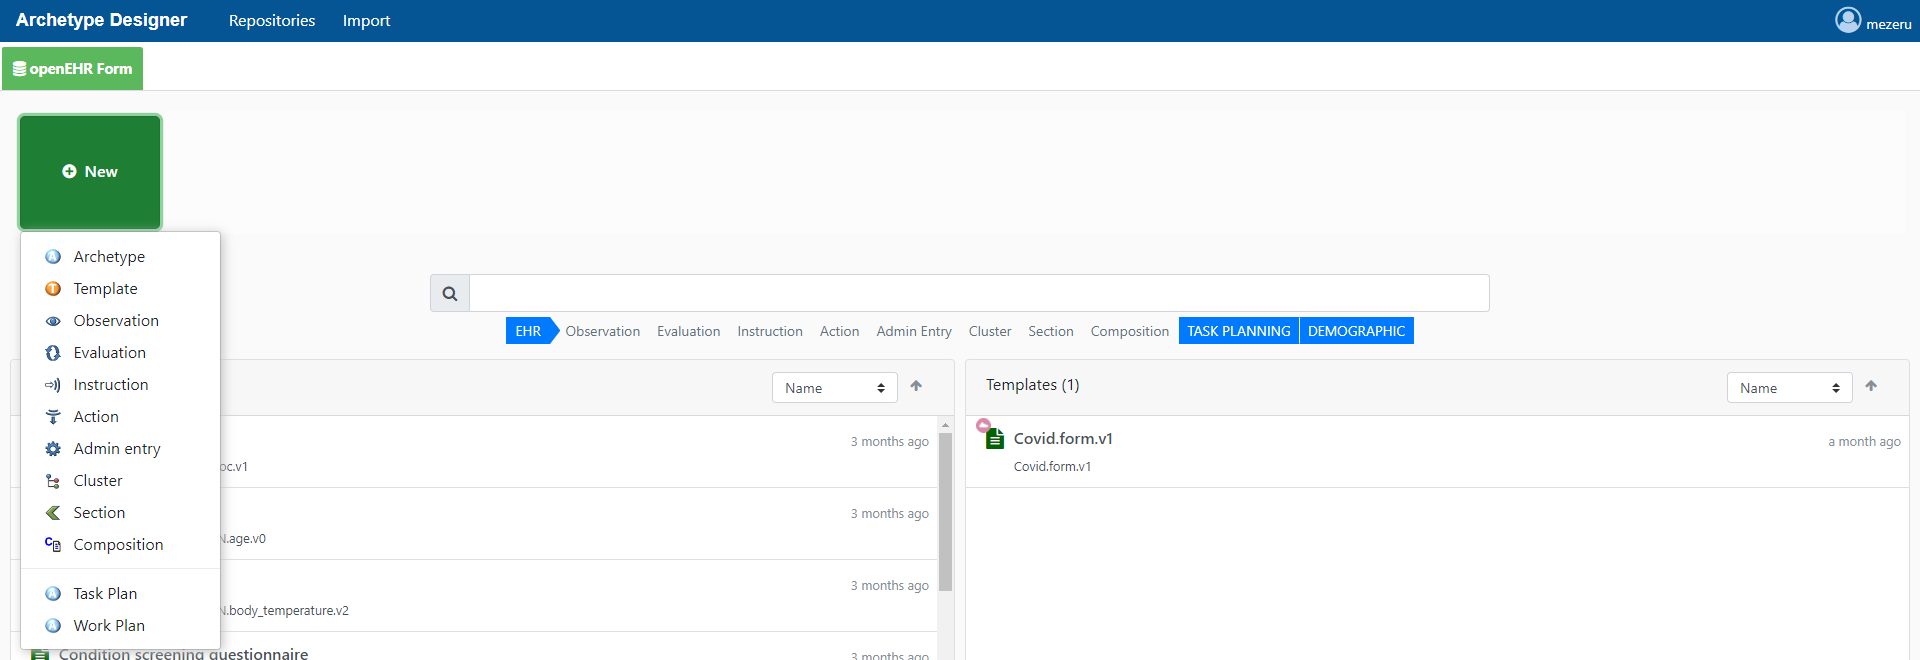 Archetype Designer Repositories Import mezeru
openEHR Form
New
Archetype
Template
Observation
Evaluation
Instruction
Action
Admin entry
Cluster
Section
Composition
Task Plan
Work Plan
EHR Observation Evaluation Instruction Action Admin Entry Cluster Section Composition TASK PLANNING DEMOGRAPHIC
Name
3 months ago
oc.v1
3 months ago
N.age.v0
3 months ago
N.body_temperature.v2
Condition screening questionnaire
3 months ago
Templates (1) Name
Covid.form.v1 a month ago
Covid.form.v1